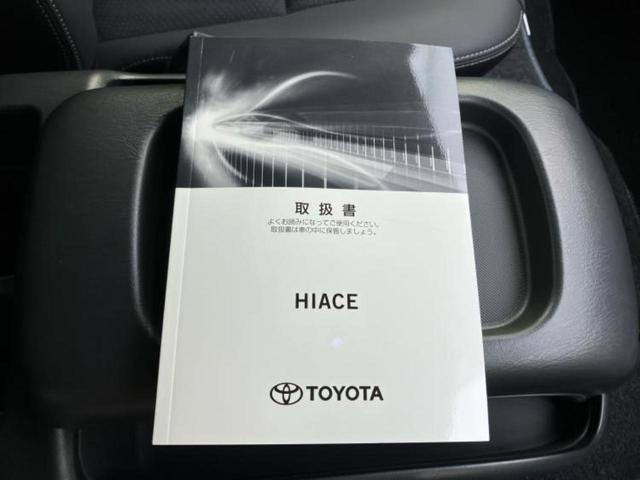 取扱書
よくお読みになってご使用ください。
取扱書は車の中に保管しましょう。
HIACE
TOYOTA